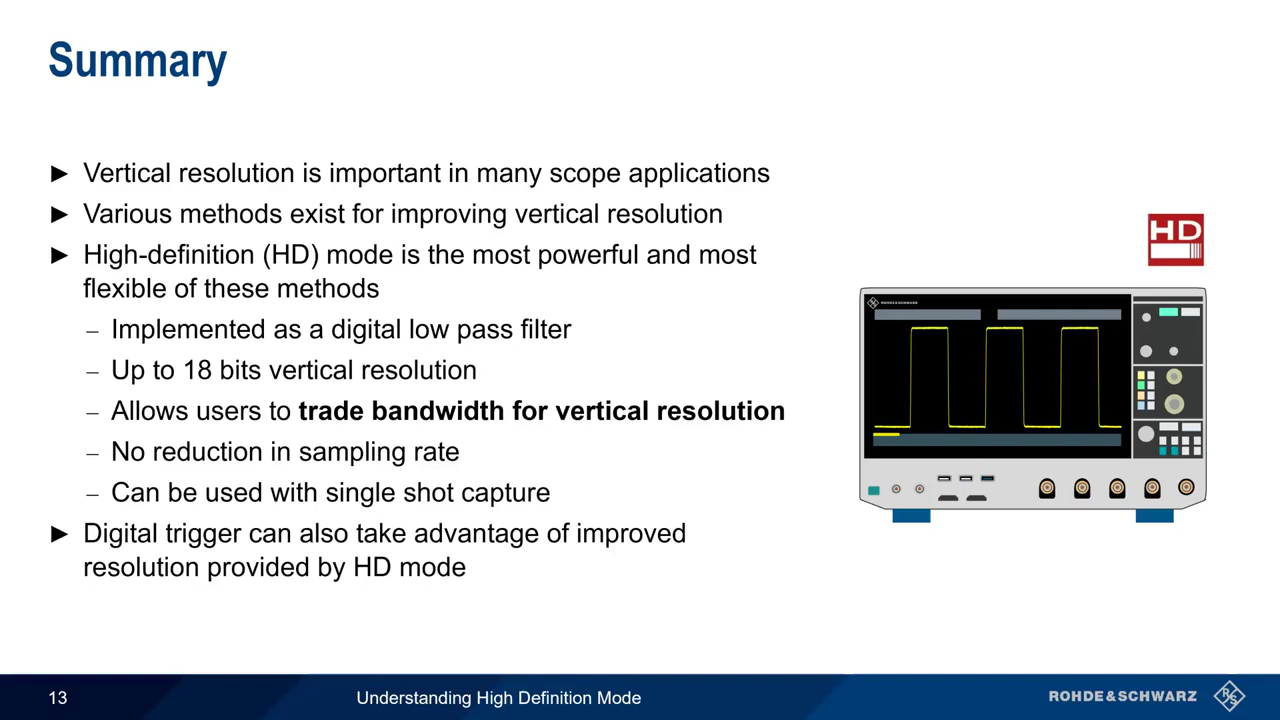 Summary
► Vertical resolution is important in many scope applications
► Various methods exist for improving vertical resolution
► High-definition (HD) mode is the most powerful and most
flexible of these methods
– Implemented as a digital low pass filter
– Up to 18 bits vertical resolution
– Allows users to trade bandwidth for vertical resolution
– No reduction in sampling rate
– Can be used with single shot capture
► Digital trigger can also take advantage of improved
resolution provided by HD mode
HD
ROHDE&SCHWARZ
13
Understanding High Definition Mode
ROHDE&SCHWARZ
R&S